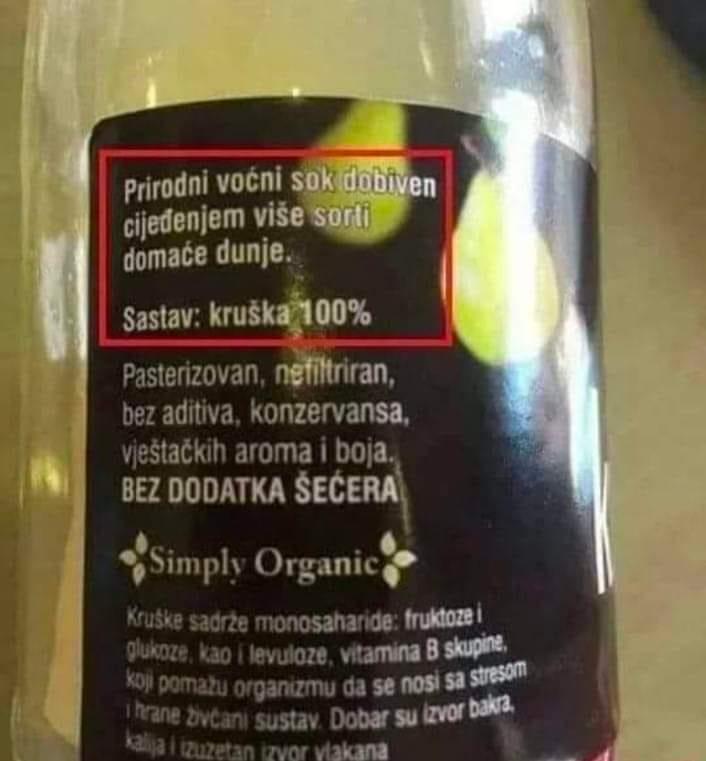 Prirodni voćni sok dobiven
cijeđenjem više sorti
domaće dunje.
Sastav: kruška 100%
Pasterizovan, nefiltriran,
bez aditiva, konzervansa,
vještačkih aroma i boja.
BEZ DODATKA ŠEĆERA
Simply Organic
Kruške sadrže monosaharide: fruktoze i
glukoze, kao i levuloze, vitamina B skupine,
koji pomažu organizmu da se nosi sa stresom
i hrane živčani sustav. Dobar su izvor bakra,
kalija i izuzetan izvor vlakana